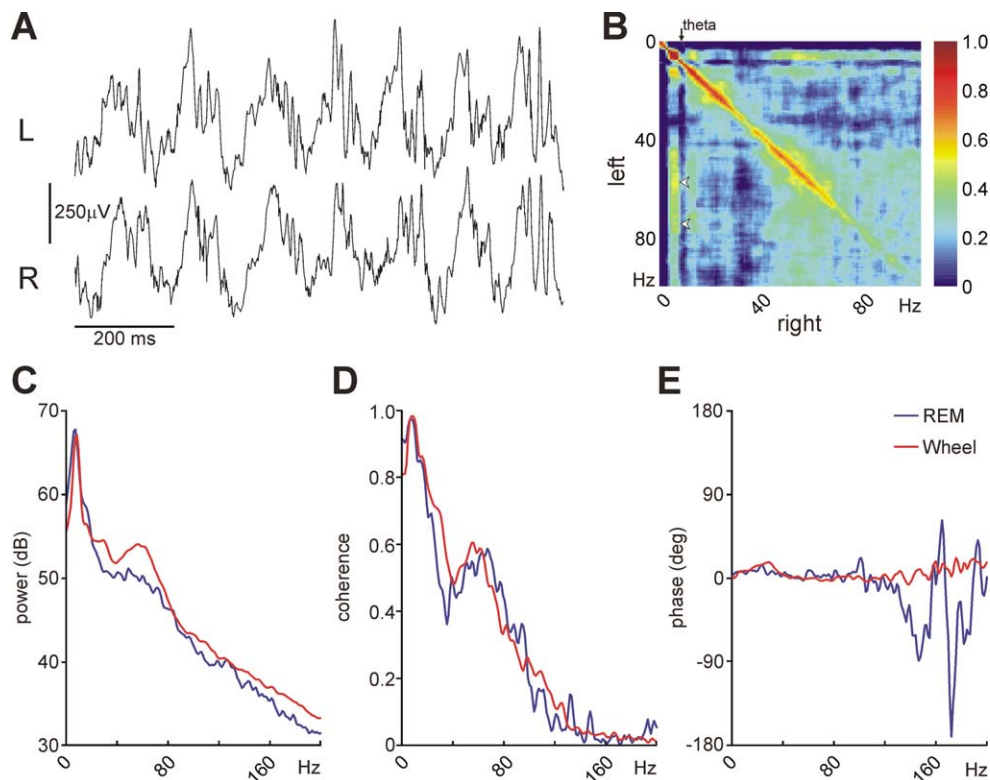 A
L
250μV
R
200 ms
B
theta
0
40
80
Hz
left
0
40
80
Hz
right
1.0
0.8
0.6
0.4
0.2
0
C
70
60
50
40
30
power (dB)
0
80
160
Hz
D
1.0
0.8
0.6
0.4
0.2
0
coherence
0
80
160
Hz
E
180
90
0
-90
-180
phase (deg)
REM
Wheel
0
80
160
Hz